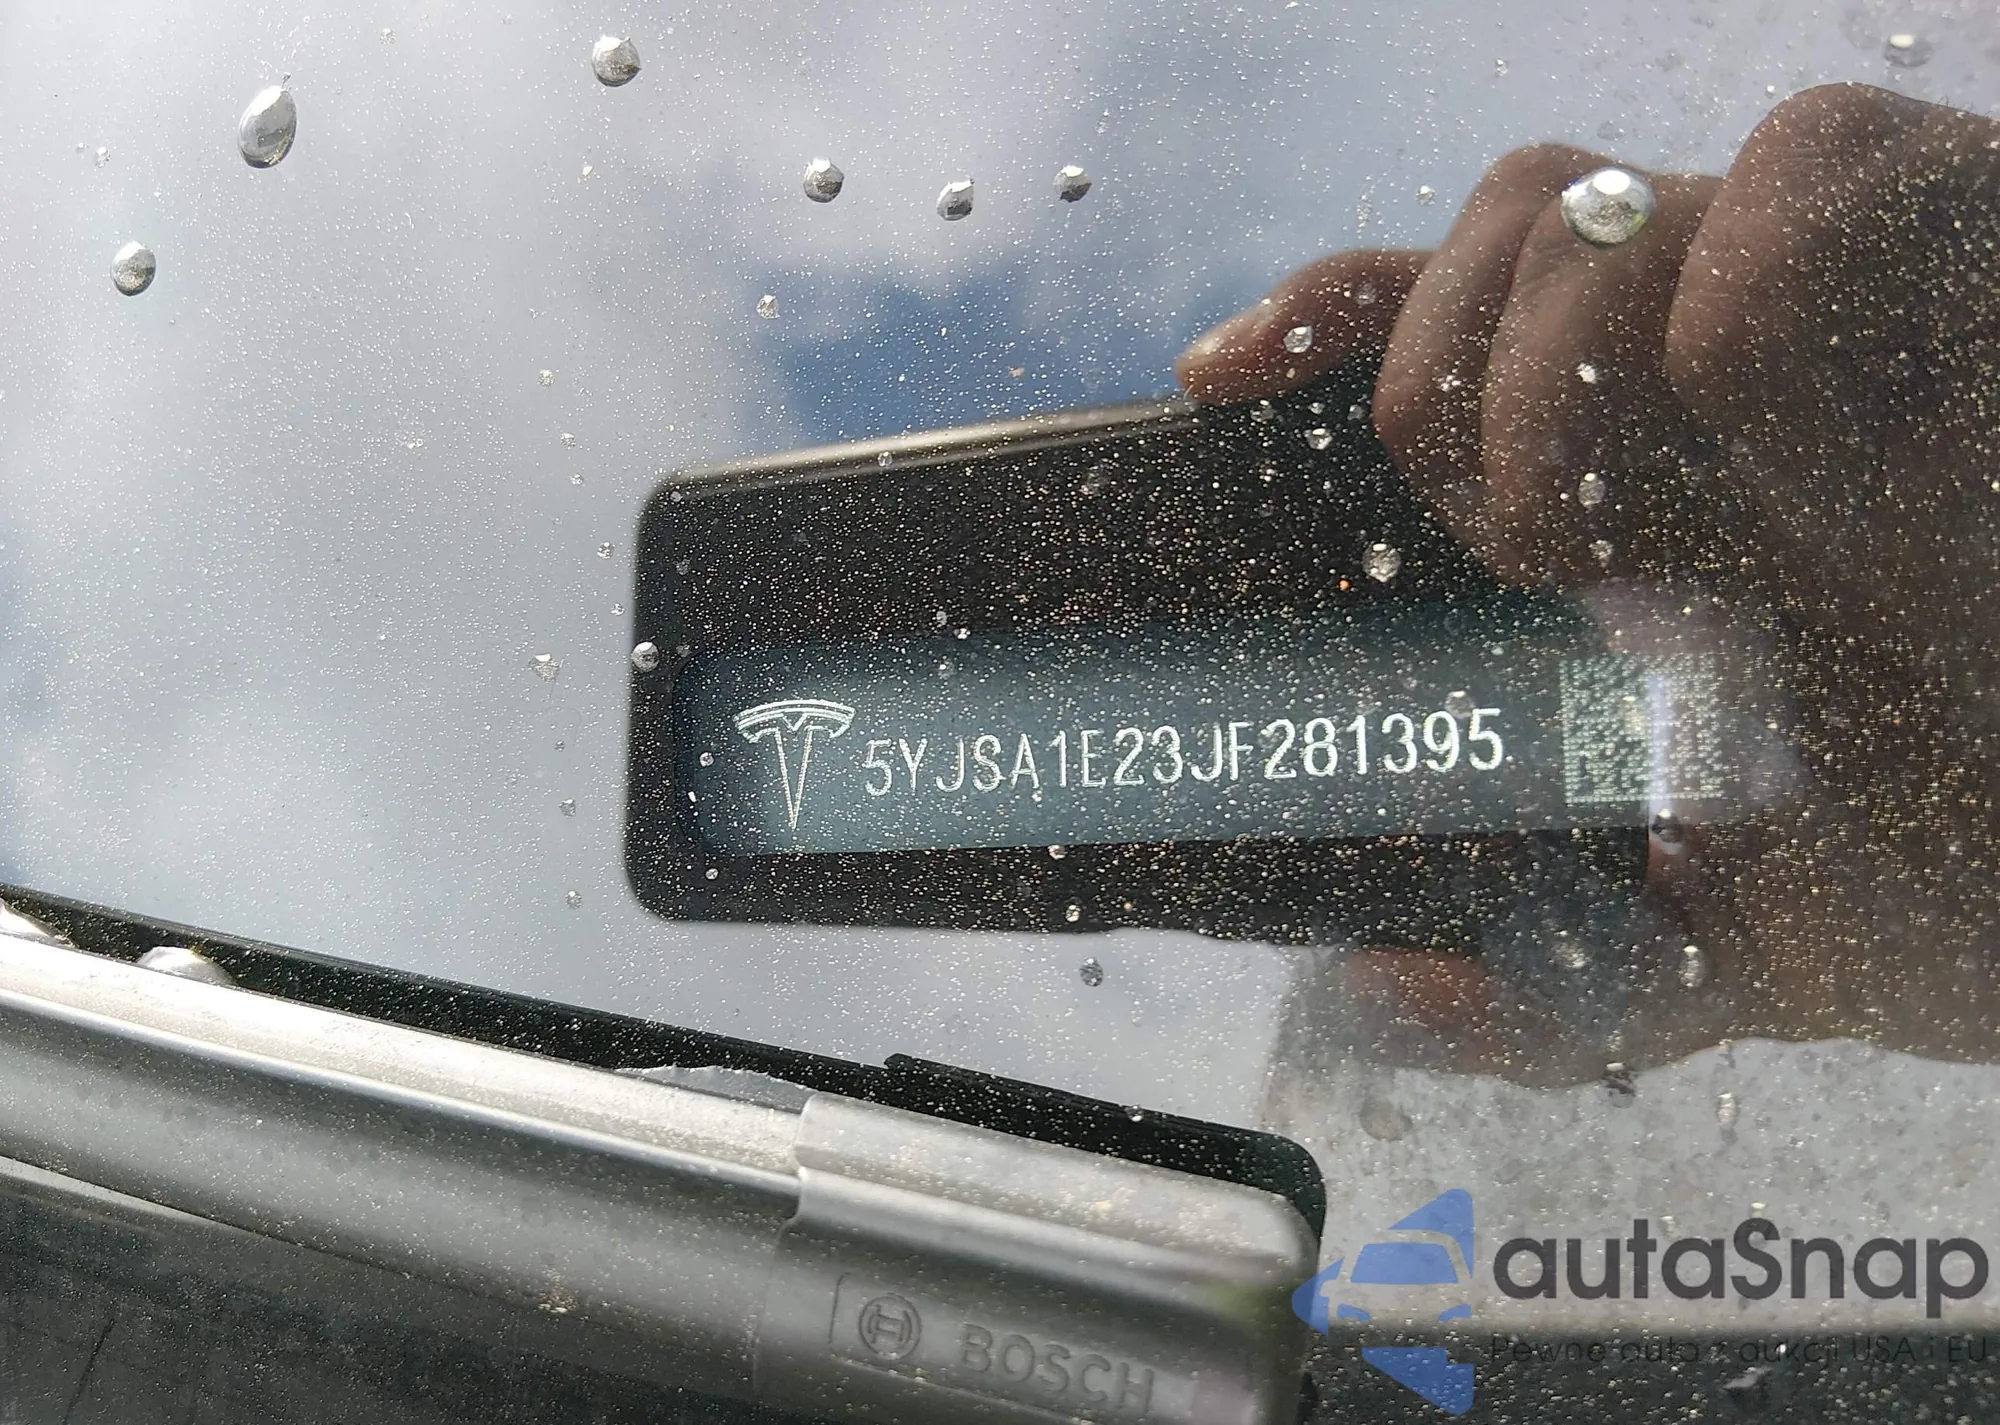 5YJSA1E23JF281395
BOSCH
autaSnap
Pewne auta z aukcji USA i EU